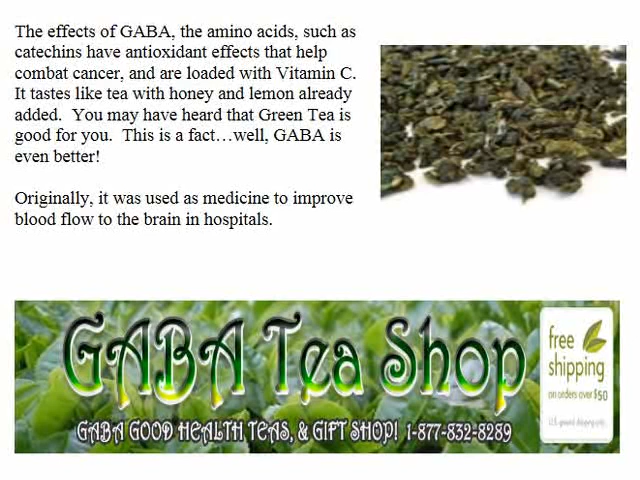 The effects of GABA, the amino acids, such as
catechins have antioxidant effects that help
combat cancer, and are loaded with Vitamin C.
It tastes like tea with honey and lemon already
added.  You may have heard that Green Tea is
good for you.  This is a fact…well, GABA is
even better!
Originally, it was used as medicine to improve
blood flow to the brain in hospitals.
GABA Tea Shop
GABA GOOD HEALTH TEAS, & GIFT SHOP! 1-877-832-8289
free
shipping
on orders over $50
U.S. ground shipping only